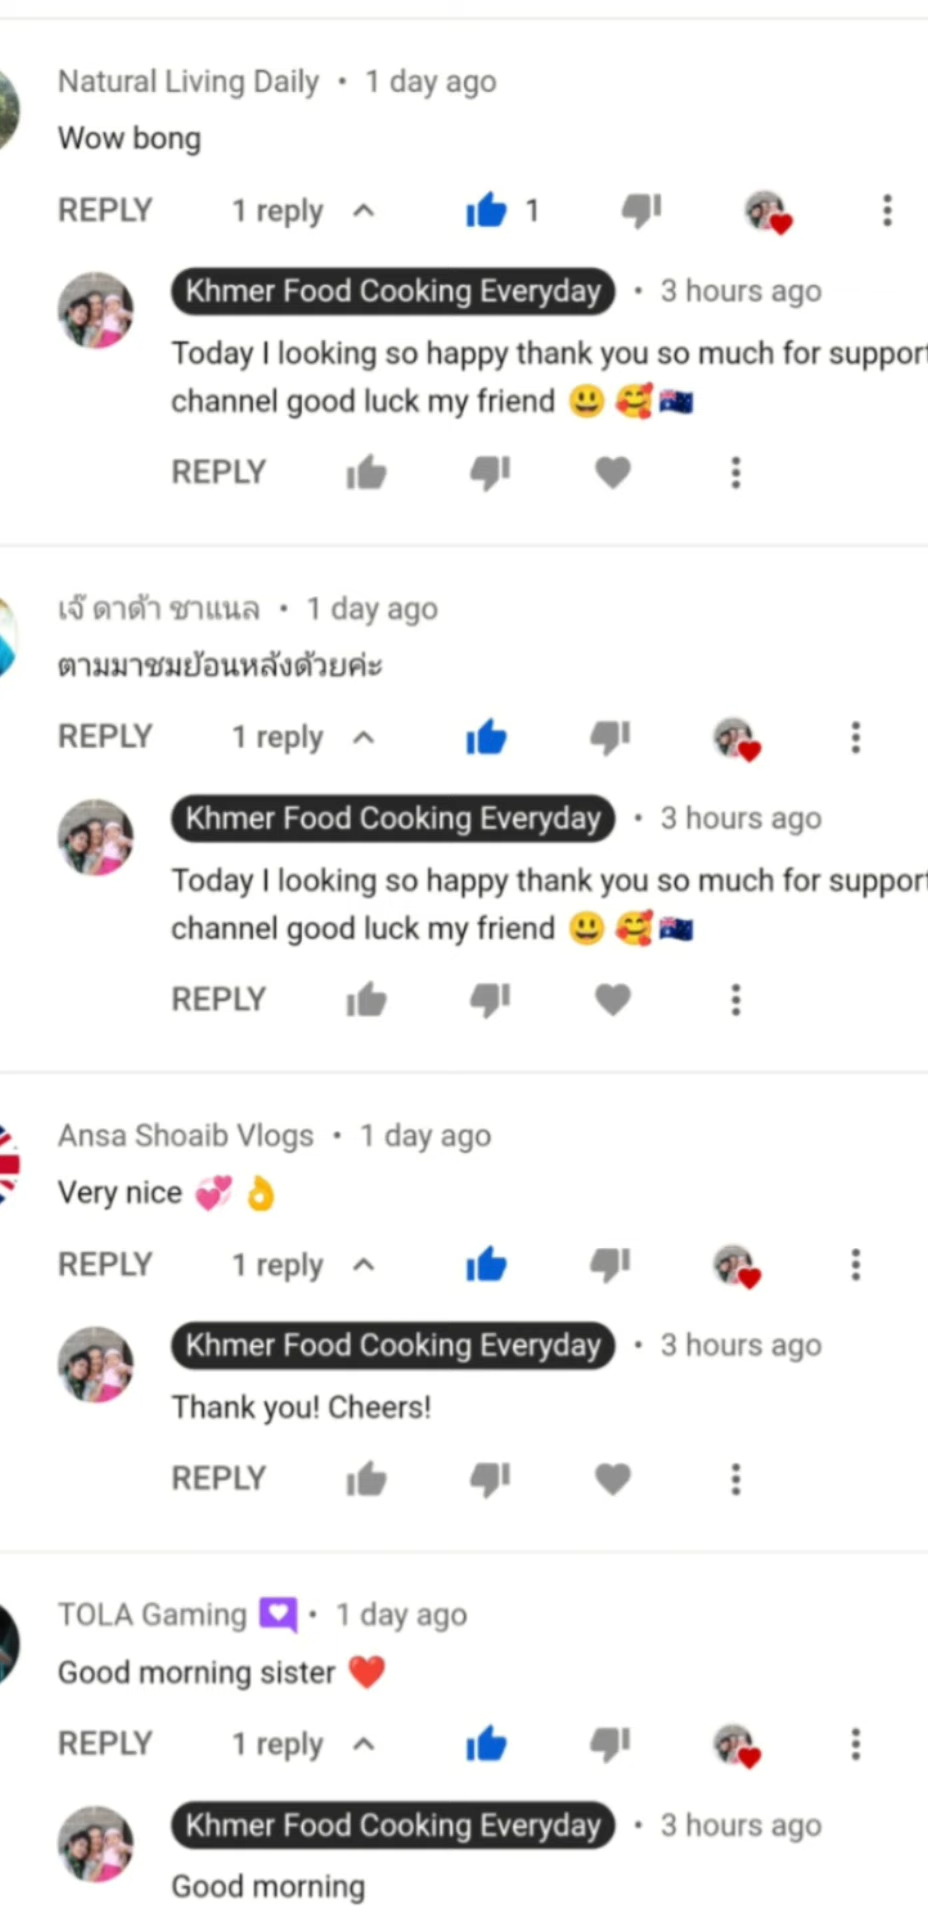 Natural Living Daily • 1 day ago
Wow bong
REPLY 1 reply 1
Khmer Food Cooking Everyday • 3 hours ago
Today I looking so happy thank you so much for support
channel good luck my friend 😃 🥰 🇦🇺
REPLY
เจ๊ ดาด้า ชาแนล • 1 day ago
ตามมาชมย้อนหลังด้วยค่ะ
REPLY 1 reply
Khmer Food Cooking Everyday • 3 hours ago
Today I looking so happy thank you so much for support
channel good luck my friend 😃 🥰 🇦🇺
REPLY
Ansa Shoaib Vlogs • 1 day ago
Very nice 💞 👌
REPLY 1 reply
Khmer Food Cooking Everyday • 3 hours ago
Thank you! Cheers!
REPLY
TOLA Gaming • 1 day ago
Good morning sister ❤️
REPLY 1 reply
Khmer Food Cooking Everyday • 3 hours ago
Good morning